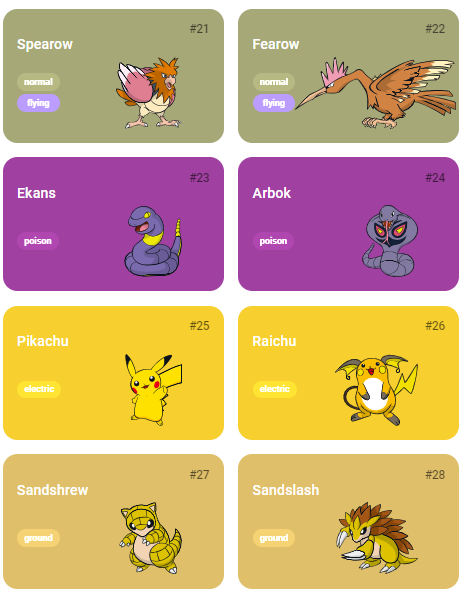 #21
Spearow
normal
flying
#22
Fearow
normal
flying
#23
Ekans
poison
#24
Arbok
poison
#25
Pikachu
electric
#26
Raichu
electric
#27
Sandshrew
ground
#28
Sandslash
ground